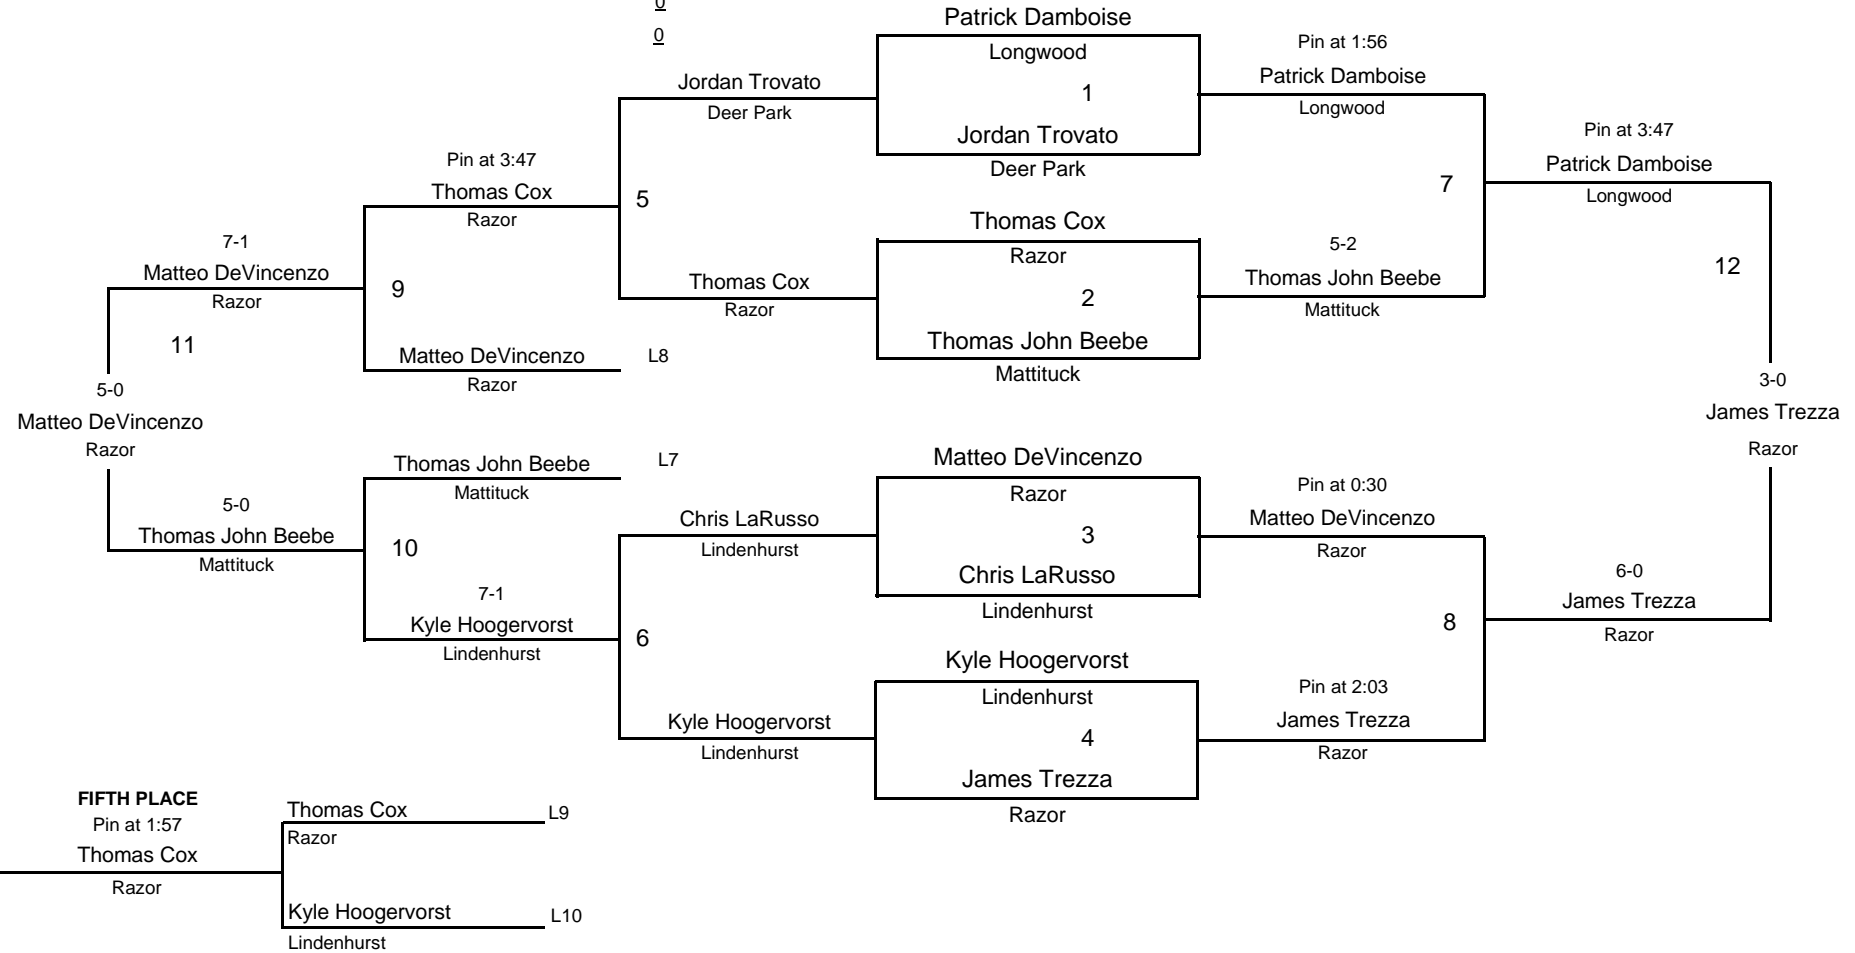 0
0
Patrick Damboise
Longwood
1
Jordan Trovato
Deer Park
Thomas Cox
Razor
2
Thomas John Beebe
Mattituck
Matteo DeVincenzo
Razor
3
Chris LaRusso
Lindenhurst
Kyle Hoogervorst
Lindenhurst
4
James Trezza
Razor
Pin at 1:56
Patrick Damboise
Longwood
7
5-2
Thomas John Beebe
Mattituck
Pin at 0:30
Matteo DeVincenzo
Razor
8
Pin at 2:03
James Trezza
Razor
Pin at 3:47
Patrick Damboise
Longwood
12
6-0
James Trezza
Razor
3-0
James Trezza
Razor
Jordan Trovato
Deer Park
5
Thomas Cox
Razor
Chris LaRusso
Lindenhurst
6
Kyle Hoogervorst
Lindenhurst
Pin at 3:47
Thomas Cox
Razor
9
Matteo DeVincenzo
L8
Razor
Thomas John Beebe
L7
Mattituck
10
7-1
Kyle Hoogervorst
Lindenhurst
7-1
Matteo DeVincenzo
Razor
11
5-0
Thomas John Beebe
Mattituck
5-0
Matteo DeVincenzo
Razor
FIFTH PLACE
Pin at 1:57
Thomas Cox
Razor
Thomas Cox
L9
Razor
Kyle Hoogervorst
L10
Lindenhurst